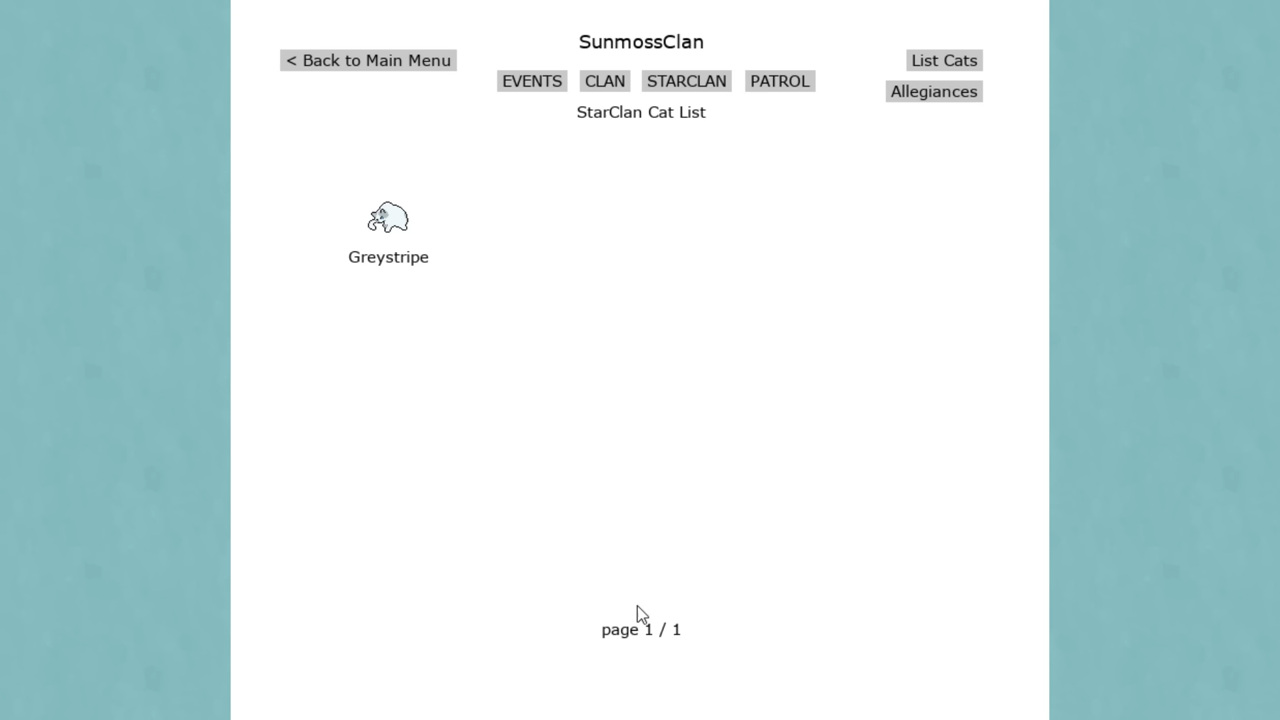 SunmossClan
< Back to Main Menu
List Cats
EVENTS CLAN STARCLAN PATROL
Allegiances
StarClan Cat List
Greystripe
page 1 / 1